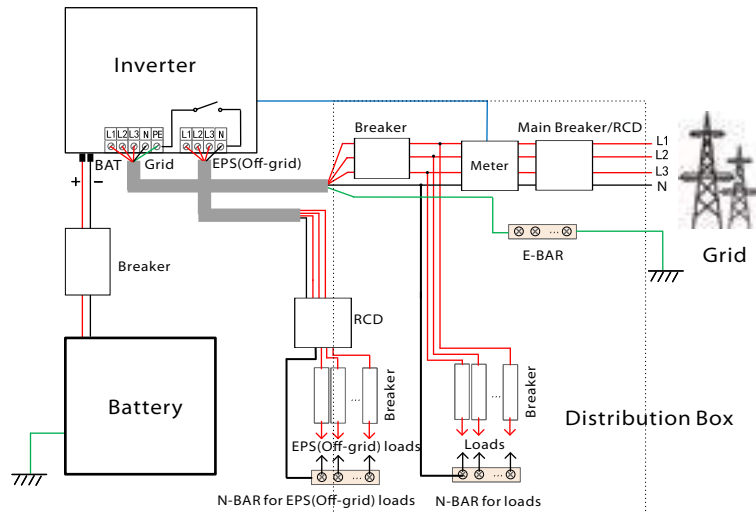 Inverter
L1 L2 L3 N PE
L1 L2 L3 N
BAT
Grid
EPS(Off-grid)
+ −
Breaker
Battery
Breaker
Meter
Main Breaker/RCD
L1
L2
L3
N
E-BAR
...
Grid
RCD
...
Breaker
EPS(Off-grid) loads
...
N-BAR for EPS(Off-grid) loads
...
Breaker
Loads
...
N-BAR for loads
Distribution Box